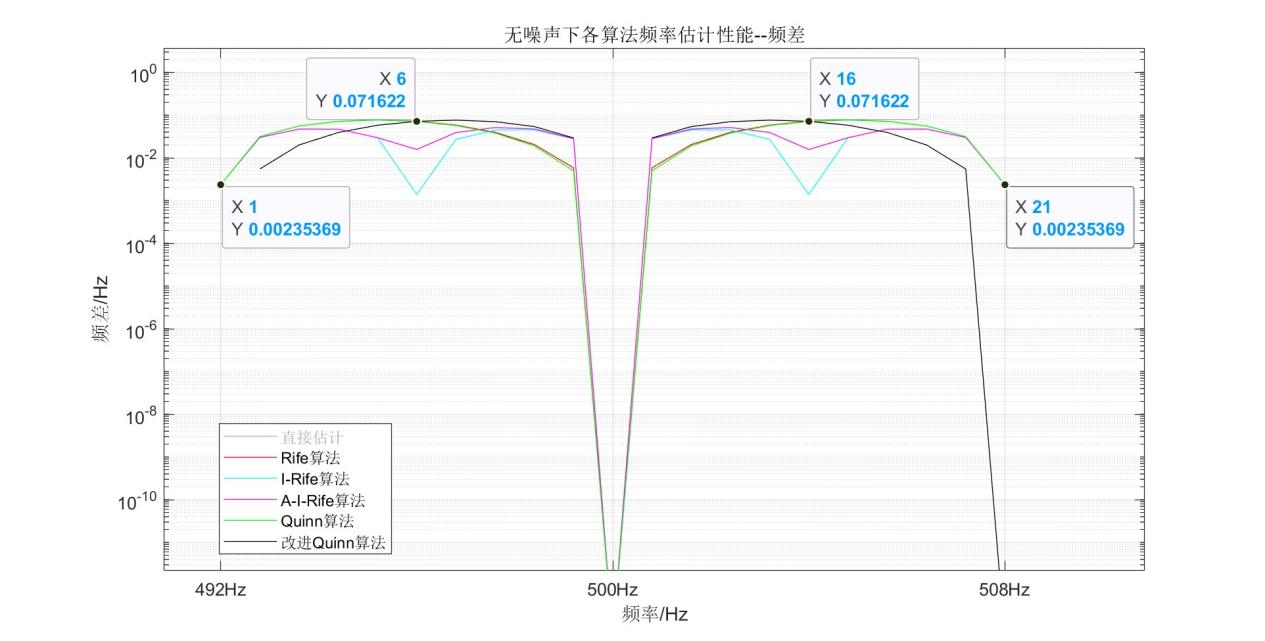 无噪声下各算法频率估计性能--频差
10^0
10^-2
10^-4
10^-6
10^-8
10^-10
频差/Hz
X 6
Y 0.071622
X 16
Y 0.071622
X 1
Y 0.00235369
X 21
Y 0.00235369
直接估计
Rife算法
I-Rife算法
A-I-Rife算法
Quinn算法
改进Quinn算法
492Hz
500Hz
508Hz
频率/Hz